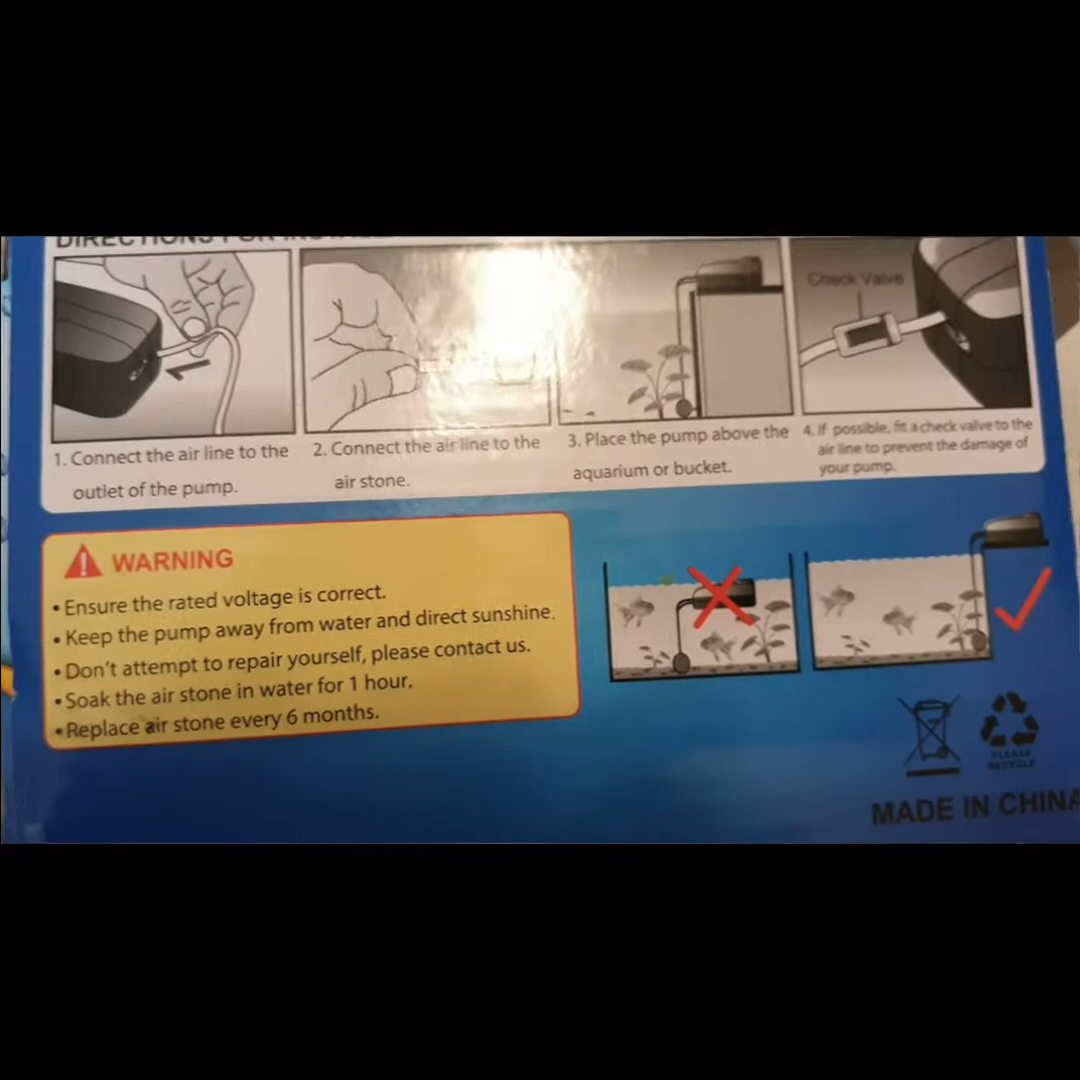 DIRECTIONS FOR
Check Valve
1. Connect the air line to the
outlet of the pump.
2. Connect the air line to the
air stone.
3. Place the pump above the
aquarium or bucket.
4. If possible, fit a check valve to the
air line to prevent the damage of
your pump.
WARNING
• Ensure the rated voltage is correct.
• Keep the pump away from water and direct sunshine.
• Don't attempt to repair yourself, please contact us.
• Soak the air stone in water for 1 hour.
• Replace air stone every 6 months.
PLEASE
RECYCLE
MADE IN CHINA